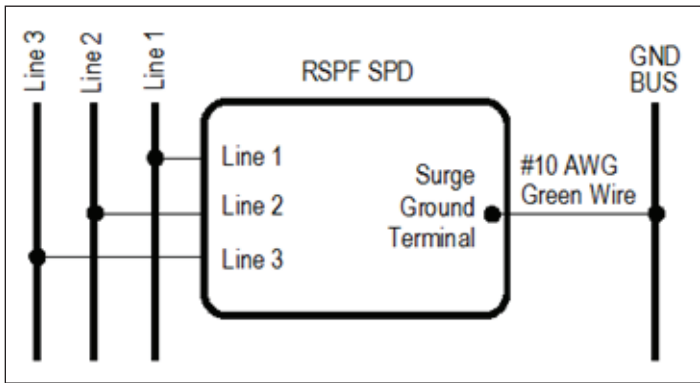 Line 3
Line 2
Line 1
RSPF SPD
GND
BUS
Line 1
Line 2
Line 3
Surge
Ground
Terminal
#10 AWG
Green Wire